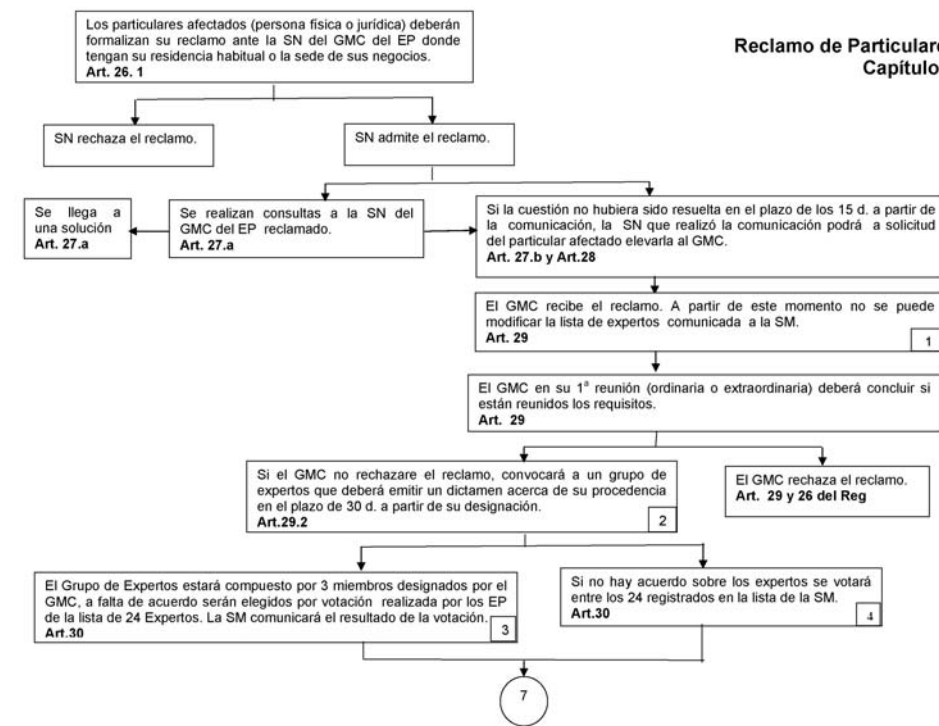 Los particulares afectados (persona física o jurídica) deberán
formalizan su reclamo ante la SN del GMC del EP donde
tengan su residencia habitual o la sede de sus negocios.
Art. 26. 1
Reclamo de Particulare
Capítulo
SN rechaza el reclamo.
SN admite el reclamo.
Se llega a
una solución
Art. 27.a
Se realizan consultas a la SN del
GMC del EP reclamado.
Art. 27.a
Si la cuestión no hubiera sido resuelta en el plazo de los 15 d. a partir de
la comunicación, la SN que realizó la comunicación podrá a solicitud
del particular afectado elevarla al GMC.
Art. 27.b y Art.28
El GMC recibe el reclamo. A partir de este momento no se puede
modificar la lista de expertos comunicada a la SM.
Art. 29
1
El GMC en su 1ª reunión (ordinaria o extraordinaria) deberá concluir si
están reunidos los requisitos.
Art. 29
Si el GMC no rechazare el reclamo, convocará a un grupo de
expertos que deberá emitir un dictamen acerca de su procedencia
en el plazo de 30 d. a partir de su designación.
Art.29.2
2
El GMC rechaza el reclamo.
Art. 29 y 26 del Reg
El Grupo de Expertos estará compuesto por 3 miembros designados por el
GMC, a falta de acuerdo serán elegidos por votación realizada por los EP
de la lista de 24 Expertos. La SM comunicará el resultado de la votación.
Art.30
3
Si no hay acuerdo sobre los expertos se votará
entre los 24 registrados en la lista de la SM.
Art.30
4
7